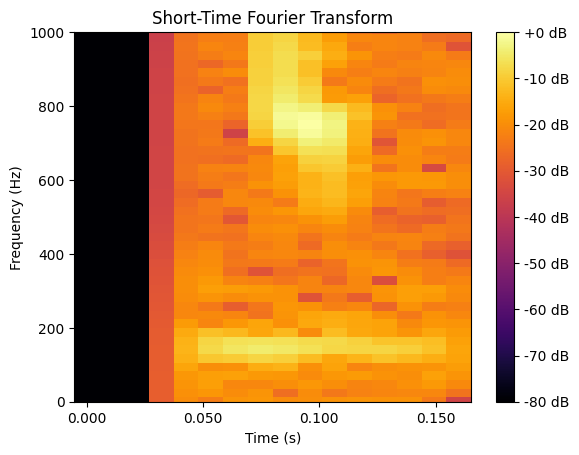 Short-Time Fourier Transform
1000
800
600
400
200
0
Frequency (Hz)
0.000
0.050
0.100
0.150
Time (s)
+0 dB
-10 dB
-20 dB
-30 dB
-40 dB
-50 dB
-60 dB
-70 dB
-80 dB